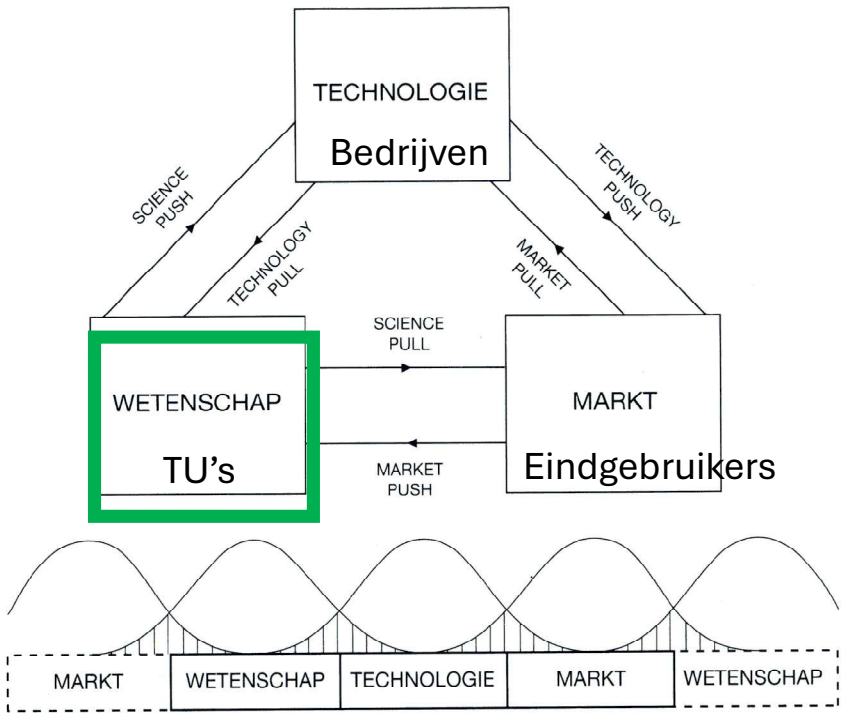 TECHNOLOGIE
Bedrijven
SCIENCE
PUSH
TECHNOLOGY
PULL
TECHNOLOGY
PUSH
MARKET
PULL
SCIENCE
PULL
WETENSCHAP
TU's
MARKT
Eindgebruikers
MARKET
PUSH
MARKT
WETENSCHAP
TECHNOLOGIE
MARKT
WETENSCHAP